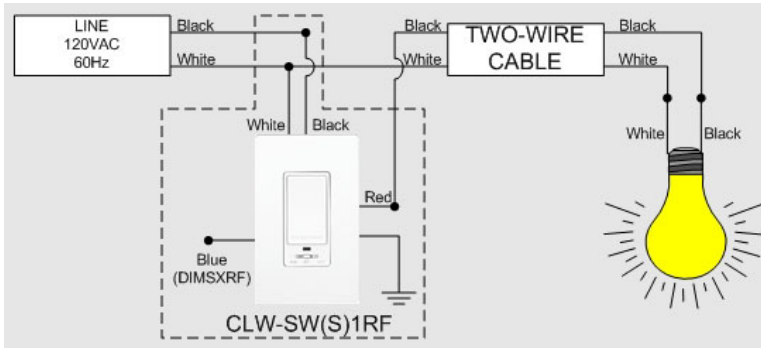 LINE
120VAC
60Hz
Black
White
Black
White
TWO-WIRE
CABLE
Black
White
White
Black
White
Black
Red
Blue
(DIMSXRF)
CLW-SW(S)1RF